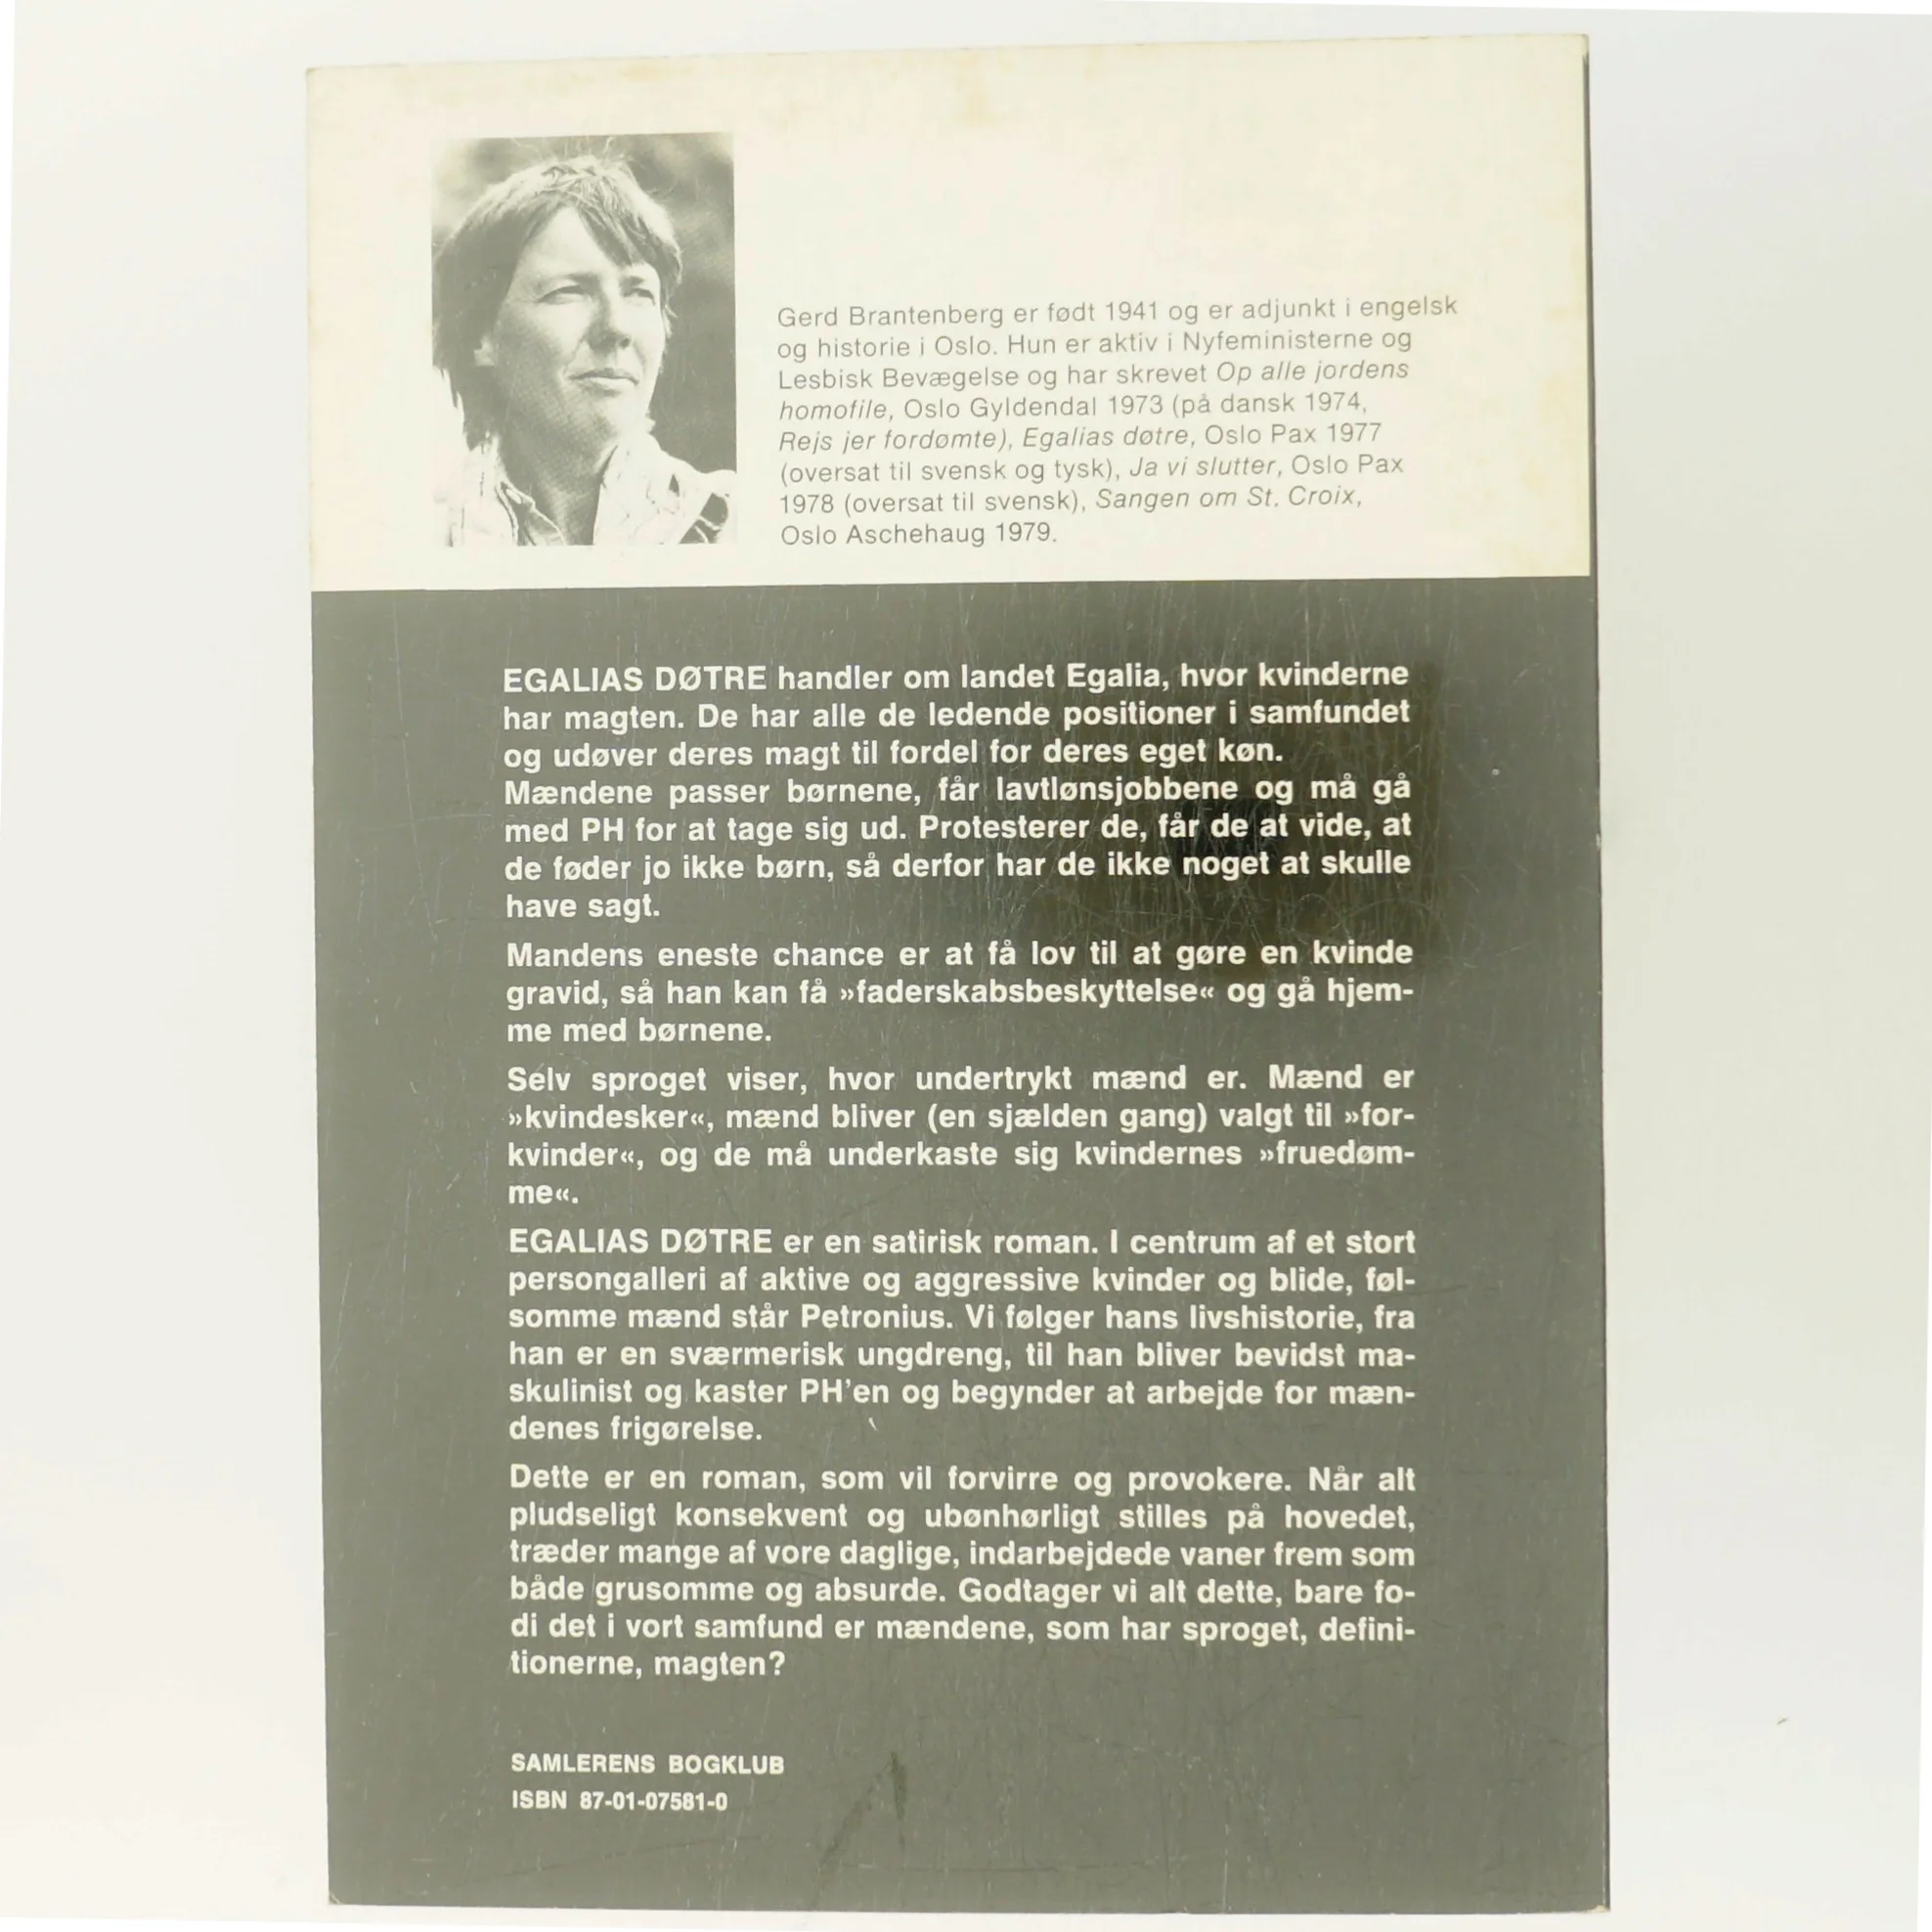 Gerd Brantenberg er født 1941 og er adjunkt i engelsk
og historie i Oslo. Hun er aktiv i Nyfeministerne og
Lesbisk Bevægelse og har skrevet Op alle jordens
homofile, Oslo Gyldendal 1973 (på dansk 1974,
Rejs jer fordømte), Egalias døtre, Oslo Pax 1977
(oversat til svensk og tysk), Ja vi slutter, Oslo Pax
1978 (oversat til svensk), Sangen om St. Croix,
Oslo Aschehaug 1979.
EGALIAS DØTRE handler om landet Egalia, hvor kvinderne
har magten. De har alle de ledende positioner i samfundet
og udøver deres magt til fordel for deres eget køn.
Mændene passer børnene, får lavtlønsjobbene og må gå
med PH for at tage sig ud. Protesterer de, får de at vide, at
de føder jo ikke børn, så derfor har de ikke noget at skulle
have sagt.
Mandens eneste chance er at få lov til at gøre en kvinde
gravid, så han kan få »faderskabsbeskyttelse« og gå hjem-
me med børnene.
Selv sproget viser, hvor undertrykt mænd er. Mænd er
»kvindesker«, mænd bliver (en sjælden gang) valgt til »for-
kvinder«, og de må underkaste sig kvindernes »fruedøm-
me«.
EGALIAS DØTRE er en satirisk roman. I centrum af et stort
persongalleri af aktive og aggressive kvinder og blide, føl-
somme mænd står Petronius. Vi følger hans livshistorie, fra
han er en sværmerisk ungdreng, til han bliver bevidst ma-
skulinist og kaster PH'en og begynder at arbejde for mæn-
denes frigørelse.
Dette er en roman, som vil forvirre og provokere. Når alt
pludseligt konsekvent og ubønhørligt stilles på hovedet,
træder mange af vore daglige, indarbejdede vaner frem som
både grusomme og absurde. Godtager vi alt dette, bare fo-
di det i vort samfund er mændene, som har sproget, defini-
tionerne, magten?
SAMLERENS BOGKLUB
ISBN 87-01-07581-0